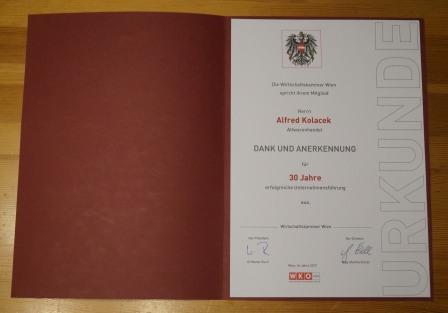 Die Wirtschaftskammer Wien
spricht ihrem Mitglied
Herrn
Alfred Kolacek
Altwarenhandel
DANK UND ANERKENNUNG
für
30 Jahre
erfolgreiche Unternehmensführung
aus.
Wirtschaftskammer Wien
Der Präsident Der Direktor
WKO
URKUNDE